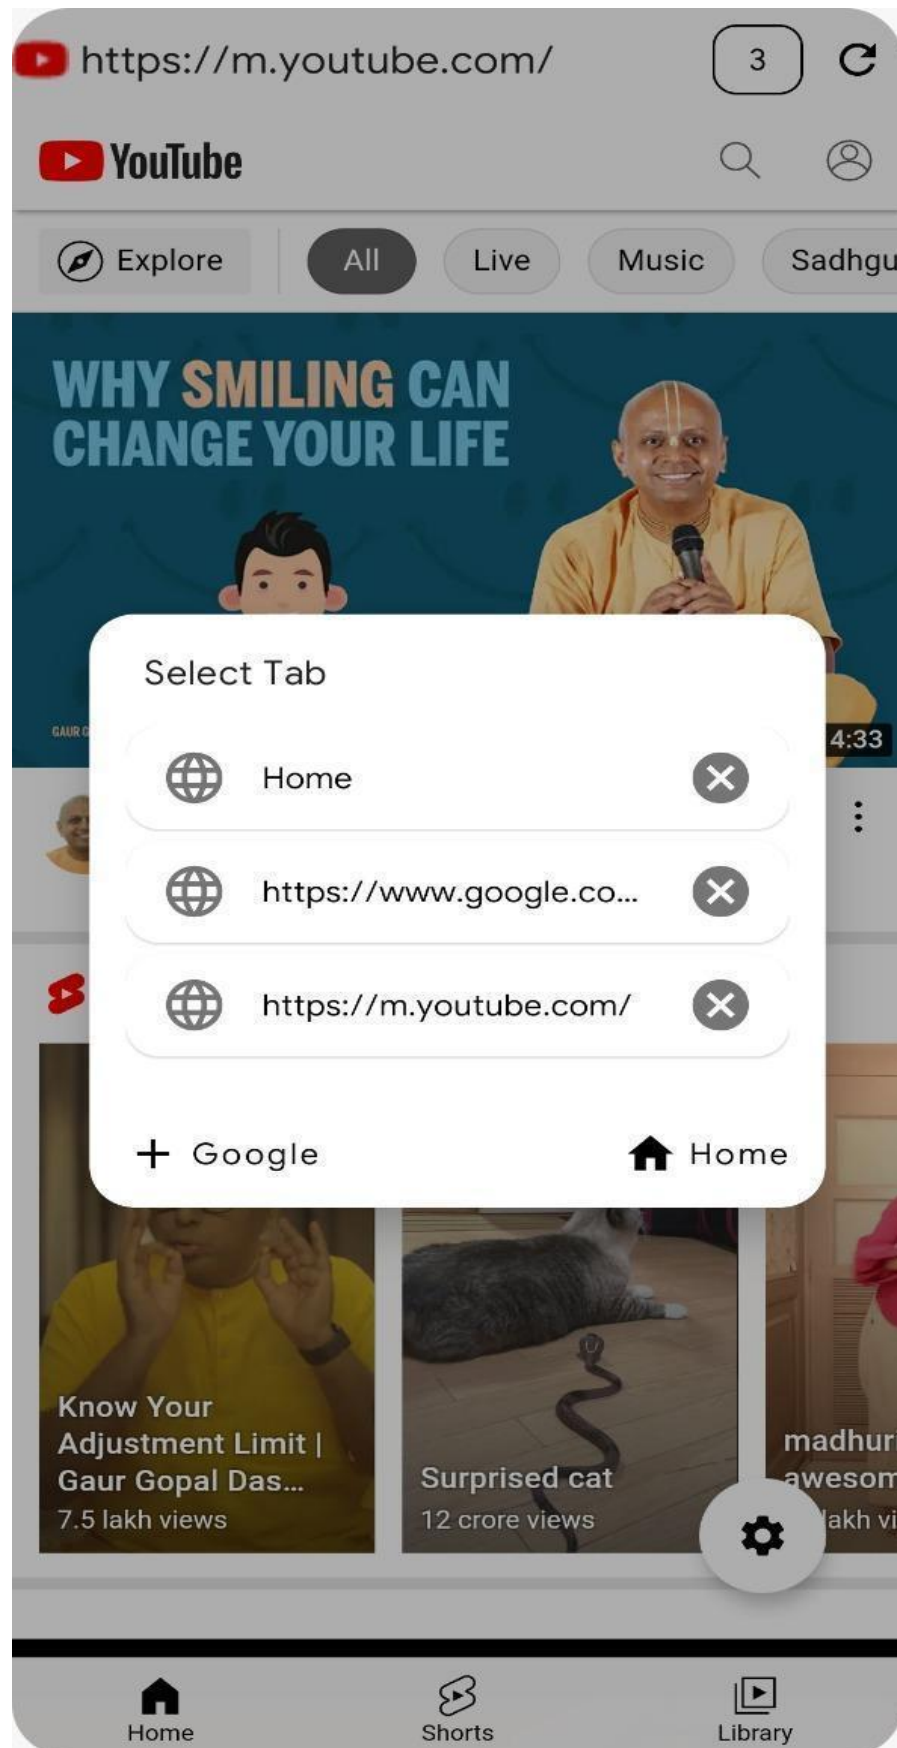 https://m.youtube.com/
3
YouTube
Explore
All
Live
Music
Sadhgu
WHY SMILING CAN
CHANGE YOUR LIFE
GAUR G
4:33
Select Tab
Home
https://www.google.co...
https://m.youtube.com/
+ Google
Home
Know Your
Adjustment Limit |
Gaur Gopal Das...
7.5 lakh views
Surprised cat
12 crore views
madhuri
awesom
lakh vi
Home
Shorts
Library